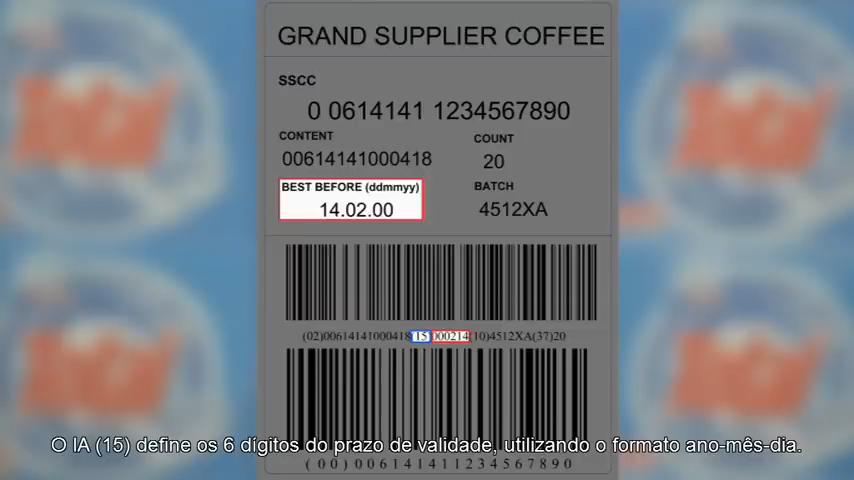 GRAND SUPPLIER COFFEE
SSCC
0 0614141 1234567890
CONTENT
COUNT
00614141000418
20
BEST BEFORE (ddmmyy)
BATCH
14.02.00
4512XA
(02)00614141000418(15)000214(10)4512XA(37)20
O IA (15) define os 6 dígitos do prazo de validade, utilizando o formato ano-mês-dia.
(00)006141411234567890